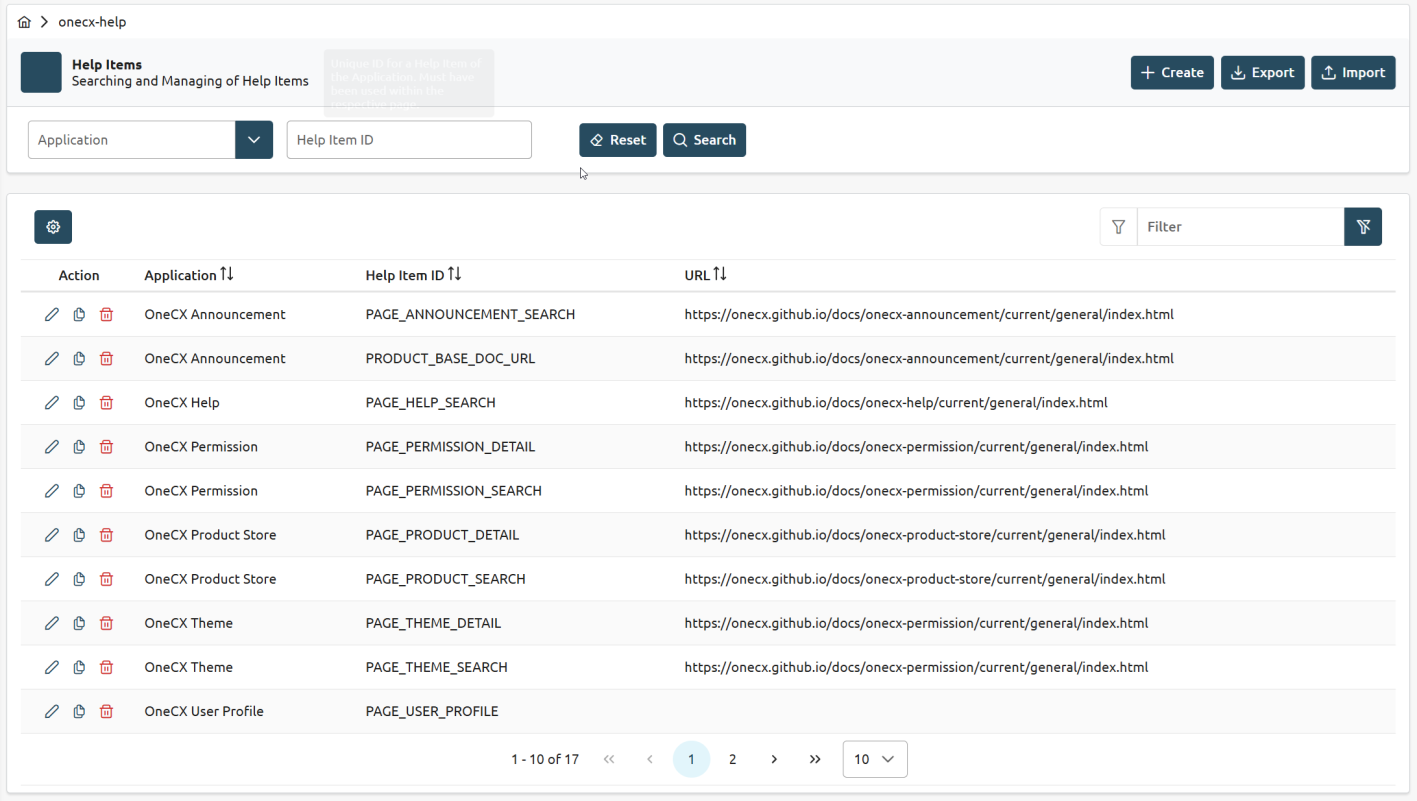 onecx-help
Help Items
Searching and Managing of Help Items
Unique ID for a Help Item of
the Application. Must have
been used within the
respective page.
Create
Export
Import
Application
Help Item ID
Reset
Search
Filter
Action Application Help Item ID URL
OneCX Announcement PAGE_ANNOUNCEMENT_SEARCH https://onecx.github.io/docs/onecx-announcement/current/general/index.html
OneCX Announcement PRODUCT_BASE_DOC_URL https://onecx.github.io/docs/onecx-announcement/current/general/index.html
OneCX Help PAGE_HELP_SEARCH https://onecx.github.io/docs/onecx-help/current/general/index.html
OneCX Permission PAGE_PERMISSION_DETAIL https://onecx.github.io/docs/onecx-permission/current/general/index.html
OneCX Permission PAGE_PERMISSION_SEARCH https://onecx.github.io/docs/onecx-permission/current/general/index.html
OneCX Product Store PAGE_PRODUCT_DETAIL https://onecx.github.io/docs/onecx-product-store/current/general/index.html
OneCX Product Store PAGE_PRODUCT_SEARCH https://onecx.github.io/docs/onecx-product-store/current/general/index.html
OneCX Theme PAGE_THEME_DETAIL https://onecx.github.io/docs/onecx-permission/current/general/index.html
OneCX Theme PAGE_THEME_SEARCH https://onecx.github.io/docs/onecx-permission/current/general/index.html
OneCX User Profile PAGE_USER_PROFILE
1 - 10 of 17 1 2 10